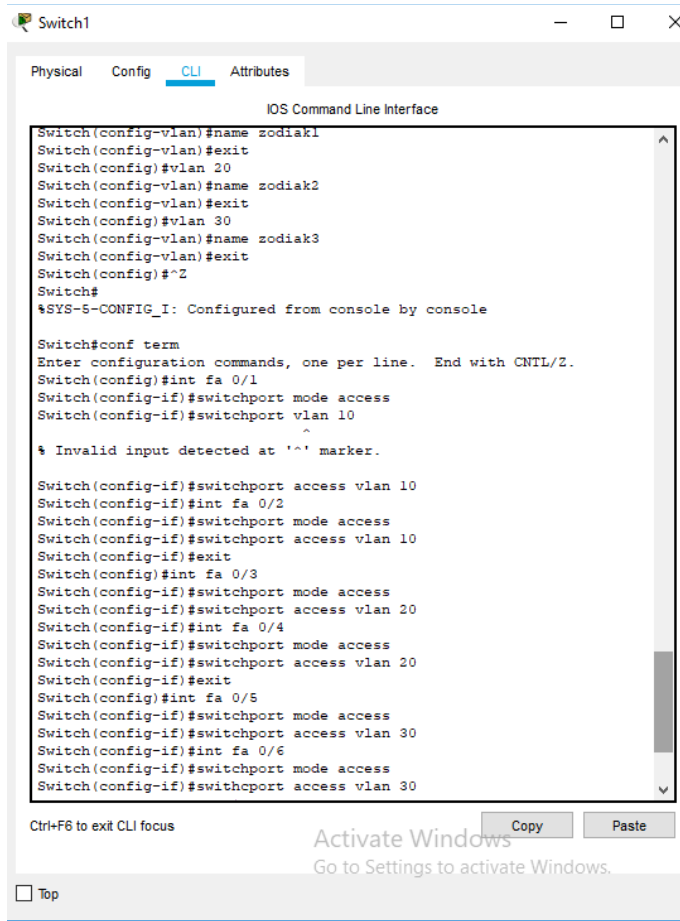 Switch1
Physical Config CLI Attributes
IOS Command Line Interface
Switch(config-vlan)#name zodiak1
Switch(config-vlan)#exit
Switch(config)#vlan 20
Switch(config-vlan)#name zodiak2
Switch(config-vlan)#exit
Switch(config)#vlan 30
Switch(config-vlan)#name zodiak3
Switch(config-vlan)#exit
Switch(config)#^Z
Switch#
%SYS-5-CONFIG_I: Configured from console by console
Switch#conf term
Enter configuration commands, one per line.  End with CNTL/Z.
Switch(config)#int fa 0/1
Switch(config-if)#switchport mode access
Switch(config-if)#switchport vlan 10
^
% Invalid input detected at '^' marker.
Switch(config-if)#switchport access vlan 10
Switch(config-if)#int fa 0/2
Switch(config-if)#switchport mode access
Switch(config-if)#switchport access vlan 10
Switch(config-if)#exit
Switch(config)#int fa 0/3
Switch(config-if)#switchport mode access
Switch(config-if)#switchport access vlan 20
Switch(config-if)#int fa 0/4
Switch(config-if)#switchport mode access
Switch(config-if)#switchport access vlan 20
Switch(config-if)#exit
Switch(config)#int fa 0/5
Switch(config-if)#switchport mode access
Switch(config-if)#switchport access vlan 30
Switch(config-if)#int fa 0/6
Switch(config-if)#switchport mode access
Switch(config-if)#swithcport access vlan 30
Ctrl+F6 to exit CLI focus
Copy Paste
Activate Windows
Go to Settings to activate Windows.
Top